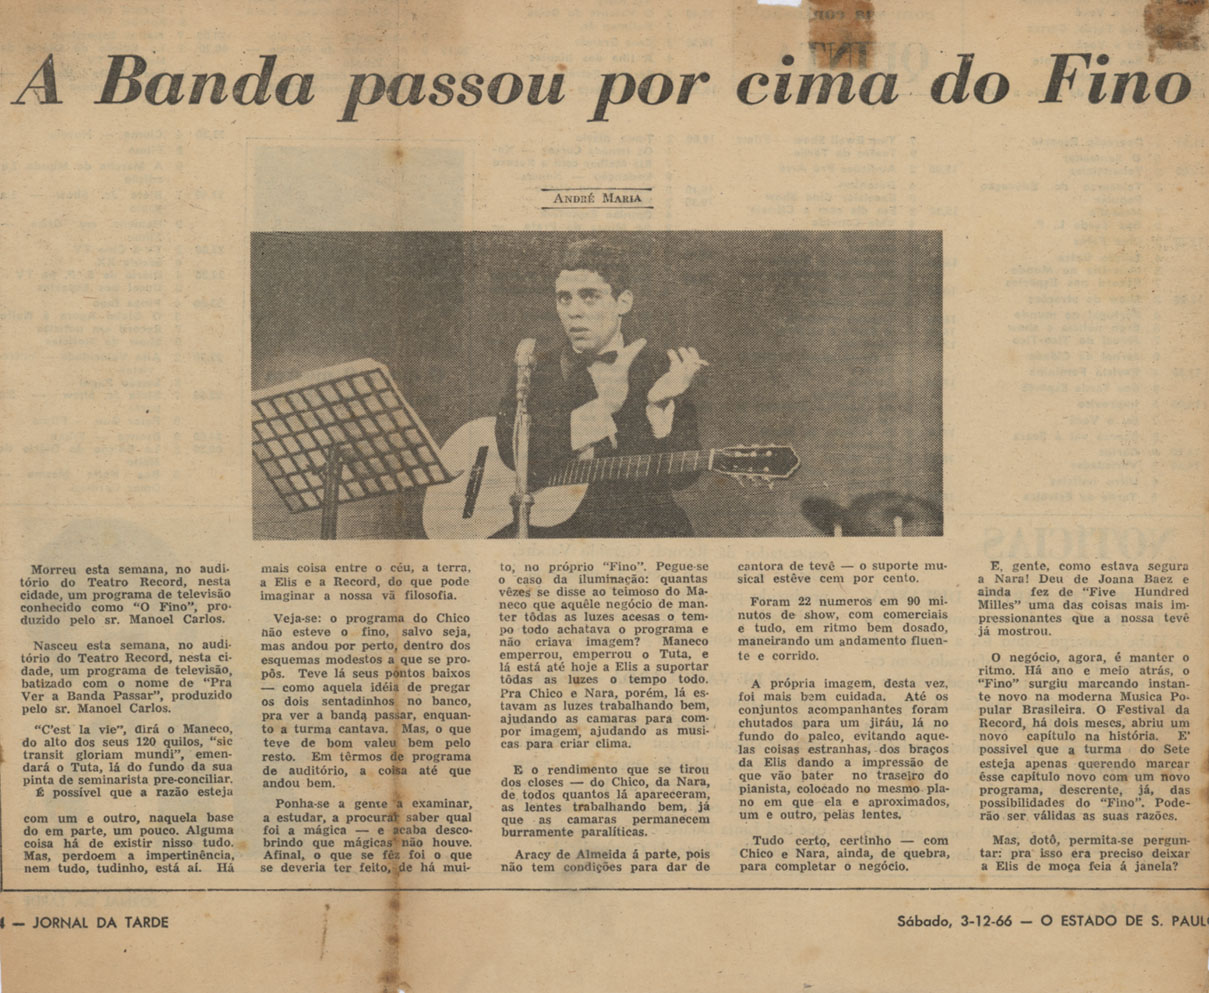 A Banda passou por cima do Fino
ANDRÉ MARIA
Morreu esta semana, no audi-
tório do Teatro Record, nesta
cidade, um programa de televisão
conhecido como "O Fino", pro-
duzido pelo sr. Manoel Carlos.
Nasceu esta semana, no audi-
tório do Teatro Record, nesta ci-
dade, um programa de televisão,
batizado com o nome de "Pra
Ver a Banda Passar", produzido
pelo sr. Manoel Carlos.
"C'est la vie", dirá o Maneco,
do alto dos seus 120 quilos, "sic
transit gloriam mundi", emen-
dará o Tuta, lá do fundo da sua
pinta de seminarista pre-conciliar.
É possível que a razão esteja
com um e outro, naquela base
do em parte, um pouco. Alguma
coisa há de existir nisso tudo.
Mas, perdoem a impertinência,
nem tudo, tudinho, está aí. Há
mais coisa entre o céu, a terra,
a Elis e a Record, do que pode
imaginar a nossa vã filosofia.
Veja-se: o programa do Chico
não esteve o fino, salvo seja,
mas andou por perto, dentro dos
esquemas modestos a que se pro-
pôs. Teve lá seus pontos baixos
— como aquela idéia de pregar
os dois sentadinhos no banco,
pra ver a banda passar, enquan-
to a turma cantava. Mas, o que
teve de bom valeu bem pelo
resto. Em têrmos de programa
de auditório, a coisa até que
andou bem.
Ponha-se a gente a examinar,
a estudar, a procurar saber qual
foi a mágica — e acaba desco-
brindo que mágicas não houve.
Afinal, o que se fêz foi o que
se deveria ter feito, de há mui-
to, no próprio "Fino". Pegue-se
o caso da iluminação: quantas
vêzes se disse ao teimoso do Ma-
neco que aquêle negócio de man-
ter tôdas as luzes acesas o tem-
po todo achatava o programa e
não criava imagem? Maneco
emperrou, emperrou o Tuta, e
lá está até hoje a Elis a suportar
tôdas as luzes o tempo todo.
Pra Chico e Nara, porém, lá es-
tavam as luzes trabalhando bem,
ajudando as camaras para com-
por imagem, ajudando as musi-
cas para criar clima.
E o rendimento que se tirou
dos closes — do Chico, da Nara,
de todos quantos lá apareceram,
as lentes trabalhando bem, já
que as camaras permanecem
burramente paralíticas.
Aracy de Almeida á parte, pois
não tem condições para dar de
cantora de tevê — o suporte mu-
sical estêve cem por cento.
Foram 22 numeros em 90 mi-
nutos de show, com comerciais
e tudo, em ritmo bem dosado,
maneirando um andamento fluen-
te e corrido.
A própria imagem, desta vez,
foi mais bem cuidada. Até os
conjuntos acompanhantes foram
chutados para um jiráu, lá no
fundo do palco, evitando aque-
las coisas estranhas, dos braços
da Elis dando a impressão de
que vão bater no traseiro do
pianista, colocado no mesmo pla-
no em que ela e aproximados,
um e outro, pelas lentes.
Tudo certo, certinho — com
Chico e Nara, ainda, de quebra,
para completar o negócio.
E, gente, como estava segura
a Nara! Deu de Joana Baez e
ainda fez de "Five Hundred
Milles" uma das coisas mais im-
pressionantes que a nossa tevê
já mostrou.
O negócio, agora, é manter o
ritmo. Há ano e meio atrás, o
"Fino" surgiu marcando instan-
te novo na moderna Musica Po-
pular Brasileira. O Festival da
Record, há dois meses, abriu um
novo capítulo na história. E'
possivel que a turma do Sete
esteja apenas querendo marcar
êsse capitulo novo com um novo
programa, descrente, já, das
possibilidades do "Fino". Pode-
rão ser válidas as suas razões.
Mas, dotô, permita-se pergun-
tar: pra isso era preciso deixar
a Elis de moça feia á janela?
4 — JORNAL DA TARDE
Sábado, 3-12-66 — O ESTADO DE S. PAULO